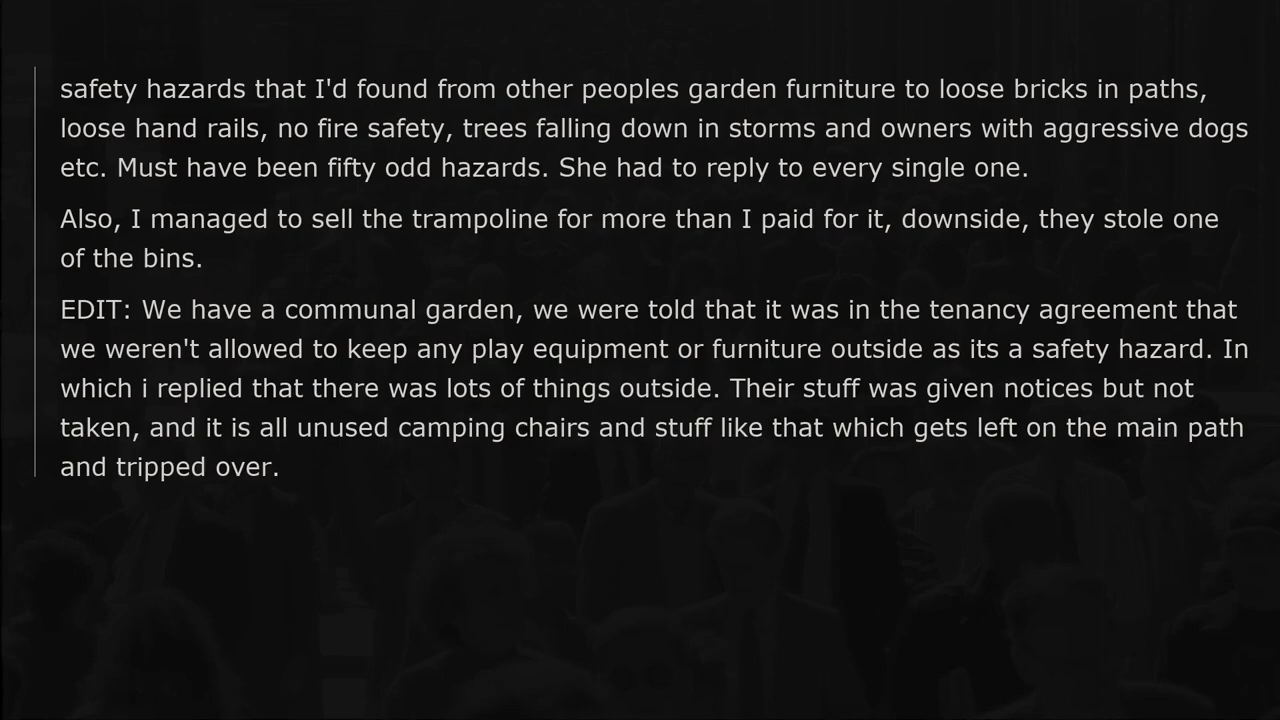 safety hazards that I'd found from other peoples garden furniture to loose bricks in paths,
loose hand rails, no fire safety, trees falling down in storms and owners with aggressive dogs
etc. Must have been fifty odd hazards. She had to reply to every single one.
Also, I managed to sell the trampoline for more than I paid for it, downside, they stole one
of the bins.
EDIT: We have a communal garden, we were told that it was in the tenancy agreement that
we weren't allowed to keep any play equipment or furniture outside as its a safety hazard. In
which i replied that there was lots of things outside. Their stuff was given notices but not
taken, and it is all unused camping chairs and stuff like that which gets left on the main path
and tripped over.